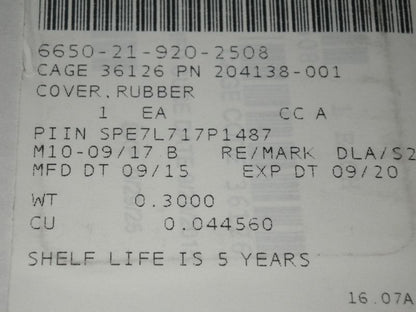 6650-21-920-2508
CAGE 36126 PN 204138-001
COVER,RUBBER
1 EA CC A
PIIN SPE7L717P1487
M10-09/17 B RE/MARK DLA/S2
MFD DT 09/15 EXP DT 09/20
WT 0.3000
CU 0.044560
SHELF LIFE IS 5 YEARS
16.07A